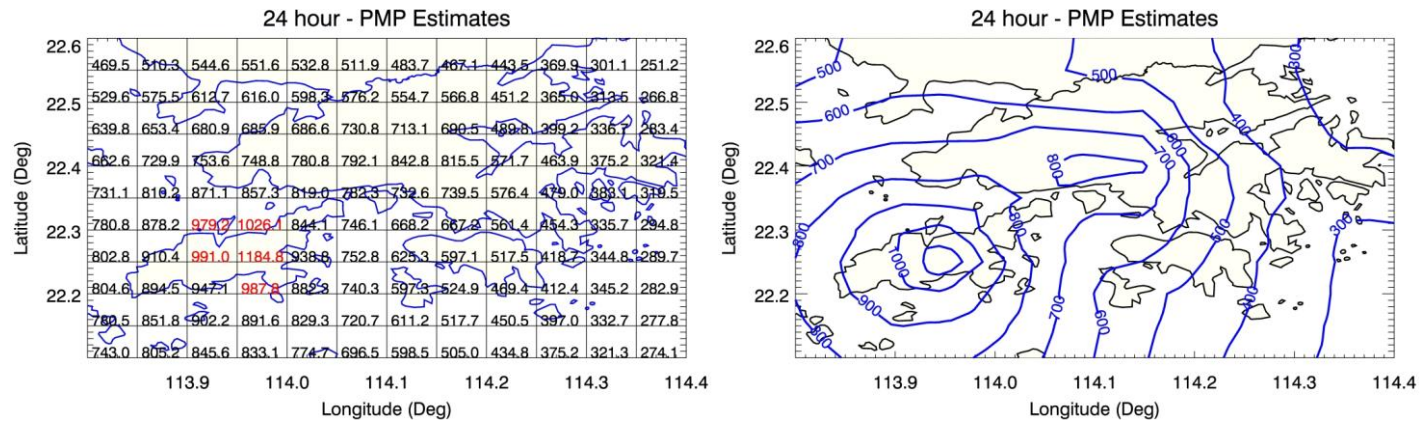 24 hour - PMP Estimates
22.6
469.5 510.3 544.6 551.6 532.8 511.9 483.7 467.1 443.5 369.9 301.1 251.2
529.6 575.5 612.7 616.0 598.3 576.2 554.7 566.8 451.2 365.0 313.5 266.8
22.5
639.8 653.4 680.9 685.9 686.6 730.8 713.1 690.5 489.8 399.2 336.7 283.4
662.6 729.9 753.6 748.8 780.8 792.1 842.8 815.5 571.7 463.9 375.2 321.4
22.4
731.1 819.2 871.1 857.3 819.0 782.3 732.6 739.5 576.4 479.0 383.1 319.5
780.8 878.2 979.2 1026.1 844.1 746.1 668.2 667.2 561.4 454.3 335.7 294.8
22.3
802.8 910.4 991.0 1184.8 938.8 752.8 625.3 597.1 517.5 418.7 344.8 289.7
804.6 894.5 947.1 987.8 882.3 740.3 597.3 524.9 469.4 412.4 345.2 282.9
22.2
780.5 851.8 902.2 891.6 829.3 720.7 611.2 517.7 450.5 397.0 332.7 277.8
743.0 805.2 845.6 833.1 774.7 696.5 598.5 505.0 434.8 375.2 321.3 274.1
113.9 114.0 114.1 114.2 114.3 114.4
Longitude (Deg)
Latitude (Deg)
24 hour - PMP Estimates
22.6
22.5
22.4
22.3
22.2
500
500
300
600
400
700
800
700
600
800
800
500
300
1000
900
700
600
400
800
113.9 114.0 114.1 114.2 114.3 114.4
Longitude (Deg)
Latitude (Deg)